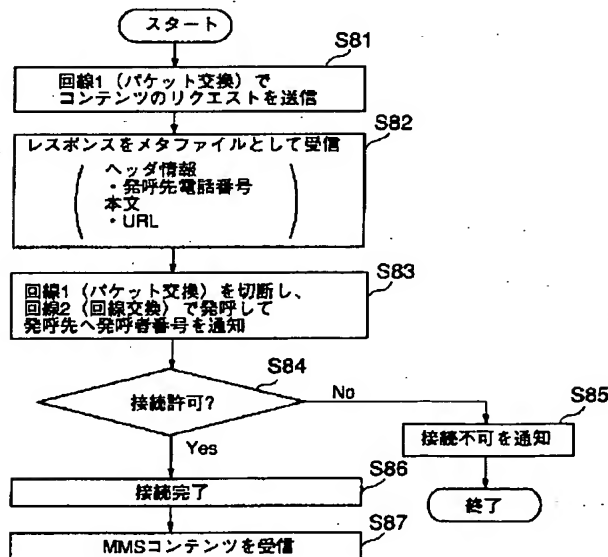 スタート
S81
回線1（パケット交換）で
コンテンツのリクエストを送信
S82
レスポンスをメタファイルとして受信
ヘッダ情報
・発呼先電話番号
本文
・URL
S83
回線1（パケット交換）を切断し、
回線2（回線交換）で発呼して
発呼先へ発呼者番号を通知
S84
接続許可?
No
S85
接続不可を通知
Yes
終了
S86
接続完了
S87
MMSコンテンツを受信